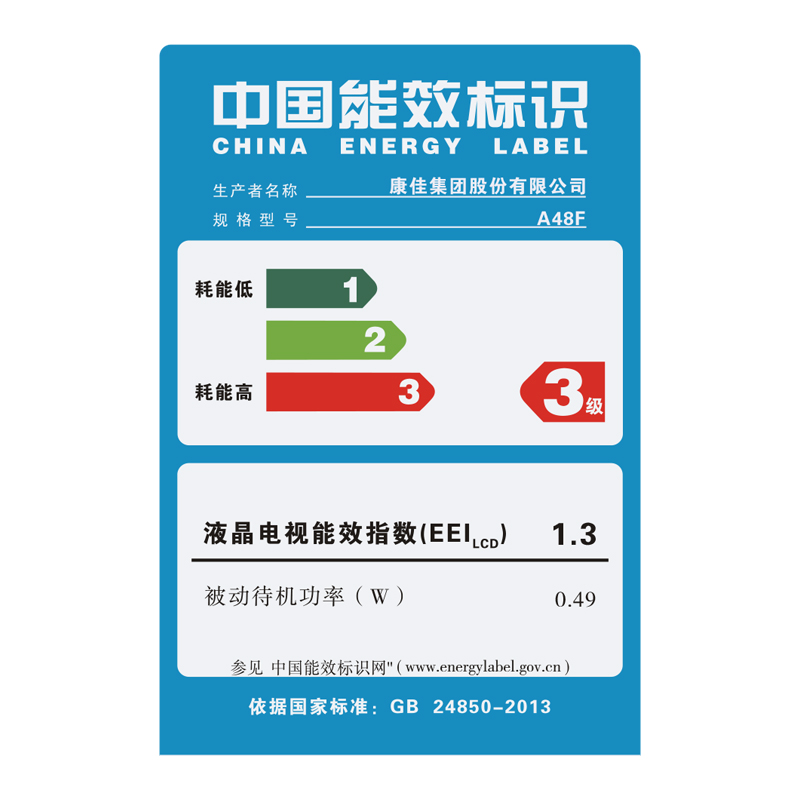 中国能效标识
CHINA ENERGY LABEL
生产者名称 康佳集团股份有限公司
规格型号 A48F
耗能低 1
2
耗能高 3
3级
液晶电视能效指数(EEI LCD) 1.3
被动待机功率（W） 0.49
参见 中国能效标识网"(www.energylabel.gov.cn)
依据国家标准：GB 24850-2013